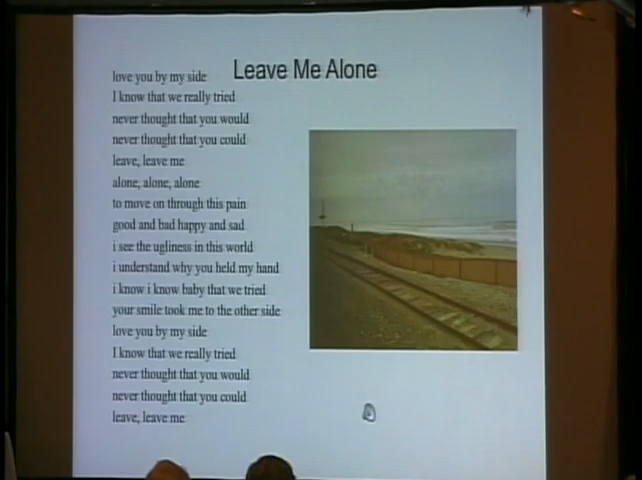 Leave Me Alone
love you by my side
I know that we really tried
never thought that you would
never thought that you could
leave, leave me
alone, alone, alone
to move on through this pain
good and bad happy and sad
i see the ugliness in this world
i understand why you held my hand
i know i know baby that we tried
your smile took me to the other side
love you by my side
I know that we really tried
never thought that you would
never thought that you could
leave, leave me